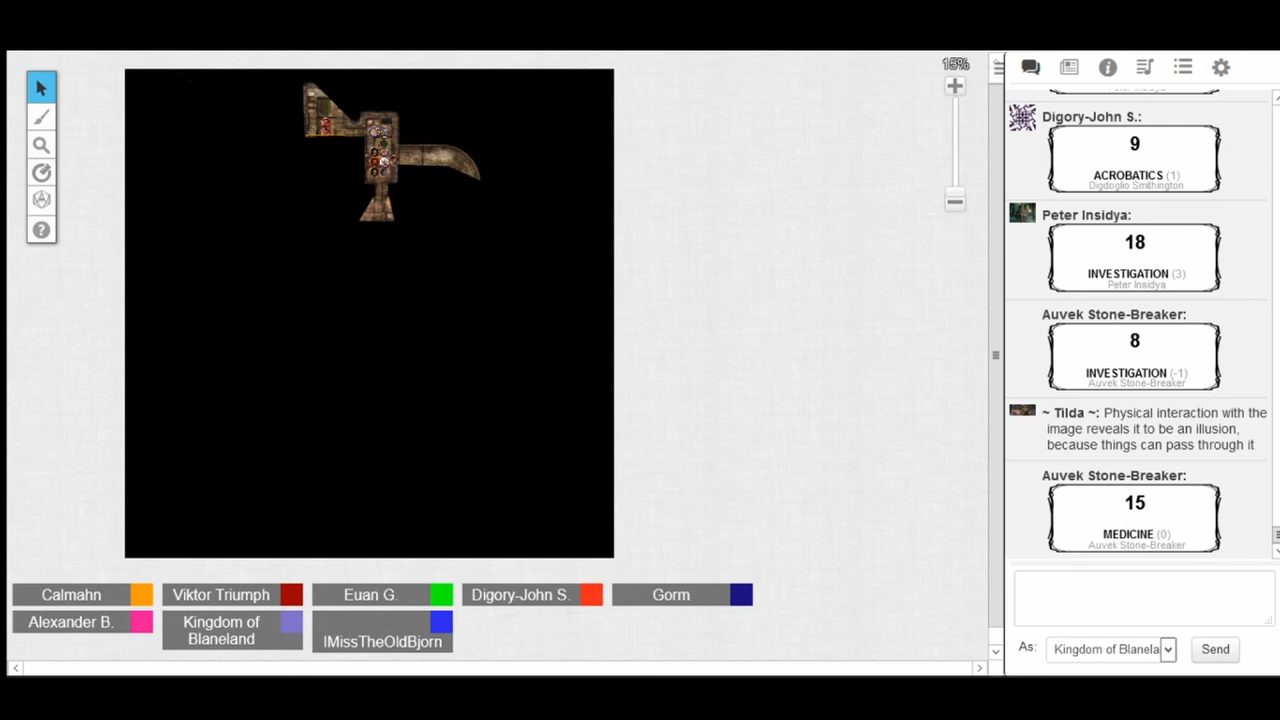 15%
Peter Insidya
Digory-John S.:
9
ACROBATICS (1)
Digdoglio Smithington
Peter Insidya:
18
INVESTIGATION (3)
Peter Insidya
Auvek Stone-Breaker:
8
INVESTIGATION (-1)
Auvek Stone-Breaker
~ Tilda ~: Physical interaction with the
image reveals it to be an illusion,
because things can pass through it
Auvek Stone-Breaker:
15
MEDICINE (0)
Auvek Stone-Breaker
Calmahn
Viktor Triumph
Euan G.
Digory-John S.
Gorm
Alexander B.
Kingdom of
Blaneland
IMissTheOldBjorn
As:
Kingdom of Blanela
Send